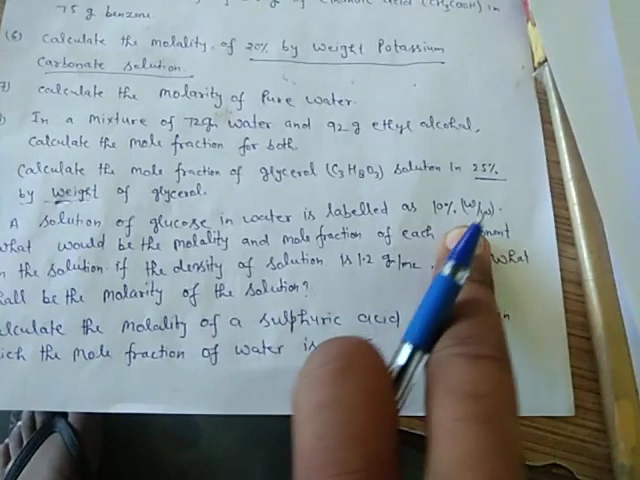 75 g benzene
(6) Calculate the molality of 20% by weight Potassium
Carbonate solution.
7) Calculate the molarity of Pure water.
In a mixture of 72g water and 92 g ethyl alcohal,
Calculate the mole fraction for both
Calculate the mole fraction of glyceral (C3H8O3) solution in 25%
by weight of glyceral.
A solution of glucose in water is labelled as 10% (w/w).
what would be the molality and mole fraction of each
the solution if the density of solution is 1.2 g/mL what
shall be the molarity of the solution?
Calculate the molality of a sulphuric acid in
which the mole fraction of water is